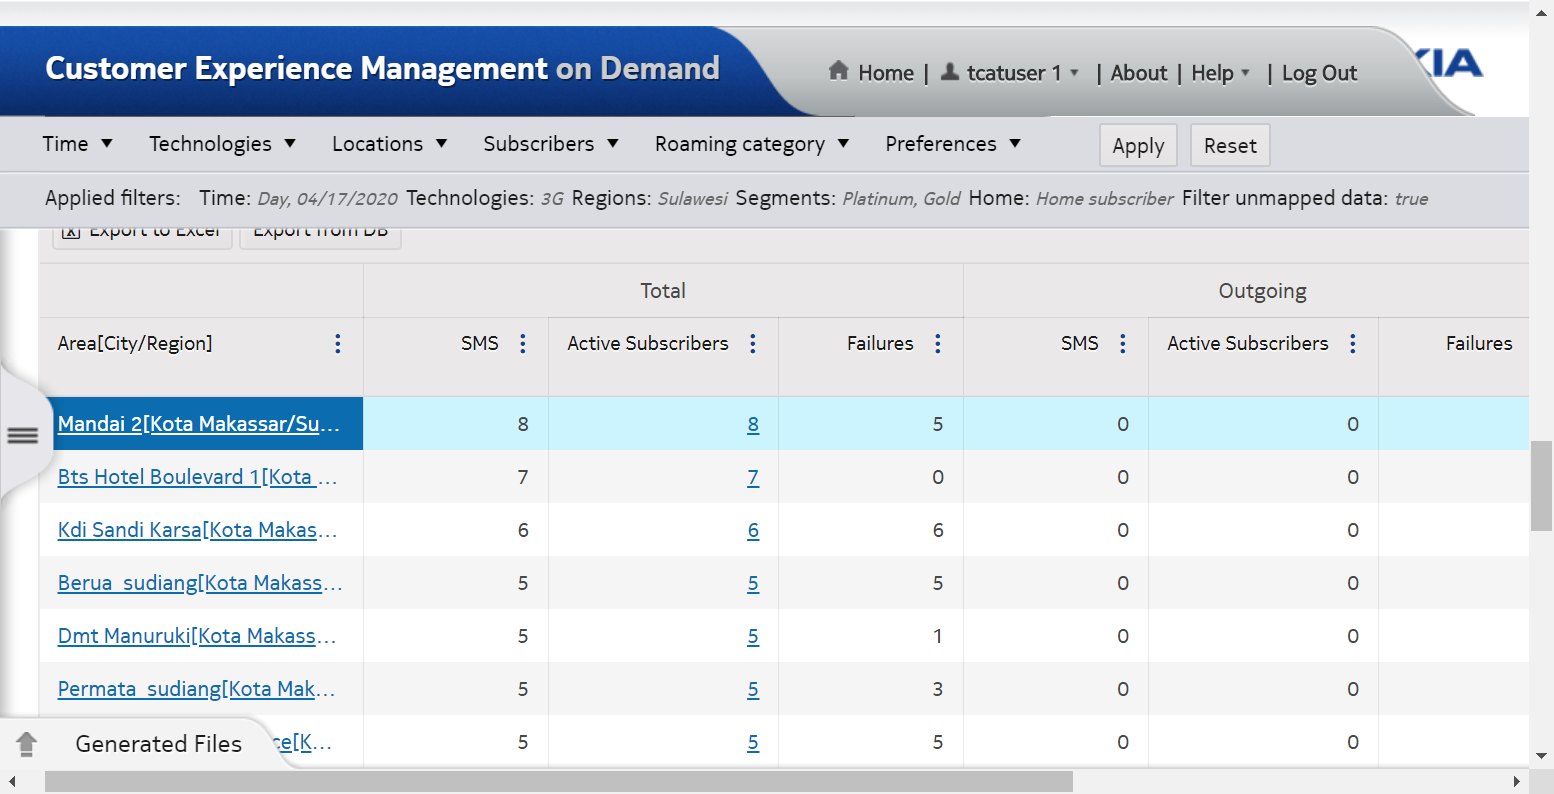 Customer Experience Management on Demand
Home | tcatuser 1 | About | Help | Log Out
KIA
Time Technologies Locations Subscribers Roaming category Preferences Apply Reset
Applied filters: Time: Day, 04/17/2020 Technologies: 3G Regions: Sulawesi Segments: Platinum, Gold Home: Home subscriber Filter unmapped data: true
Export to Excel Export from DB
Total Outgoing
Area[City/Region] SMS Active Subscribers Failures SMS Active Subscribers Failures
Mandai 2[Kota Makassar/Su... 8 8 5 0 0
Bts Hotel Boulevard 1[Kota ... 7 7 0 0 0
Kdi Sandi Karsa[Kota Makas... 6 6 6 0 0
Berua_sudiang[Kota Makass... 5 5 5 0 0
Dmt Manuruki[Kota Makass... 5 5 1 0 0
Permata_sudiang[Kota Mak... 5 5 3 0 0
ce[K... 5 5 5 0 0
Generated Files